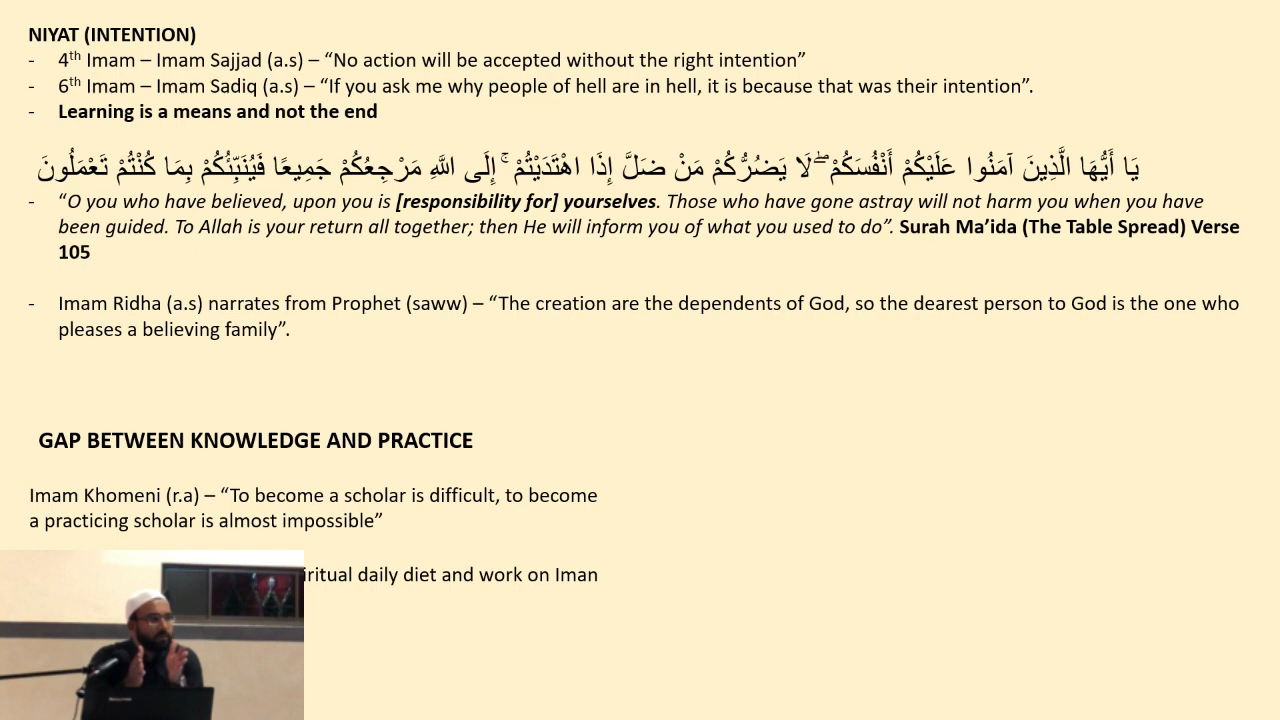 NIYAT (INTENTION)
- 4th Imam – Imam Sajjad (a.s) – “No action will be accepted without the right intention”
- 6th Imam – Imam Sadiq (a.s) – “If you ask me why people of hell are in hell, it is because that was their intention”.
- Learning is a means and not the end
يَا أَيُّهَا الَّذِينَ آمَنُوا عَلَيْكُمْ أَنْفُسَكُمْ ۖ لَا يَضُرُّكُمْ مَنْ ضَلَّ إِذَا اهْتَدَيْتُمْ ۚ إِلَى اللَّهِ مَرْجِعُكُمْ جَمِيعًا فَيُنَبِّئُكُمْ بِمَا كُنْتُمْ تَعْمَلُونَ
- “O you who have believed, upon you is [responsibility for] yourselves. Those who have gone astray will not harm you when you have
been guided. To Allah is your return all together; then He will inform you of what you used to do”. Surah Ma’ida (The Table Spread) Verse
105
- Imam Ridha (a.s) narrates from Prophet (saww) – “The creation are the dependents of God, so the dearest person to God is the one who
pleases a believing family”.
GAP BETWEEN KNOWLEDGE AND PRACTICE
Imam Khomeni (r.a) – “To become a scholar is difficult, to become
a practicing scholar is almost impossible”
iritual daily diet and work on Iman